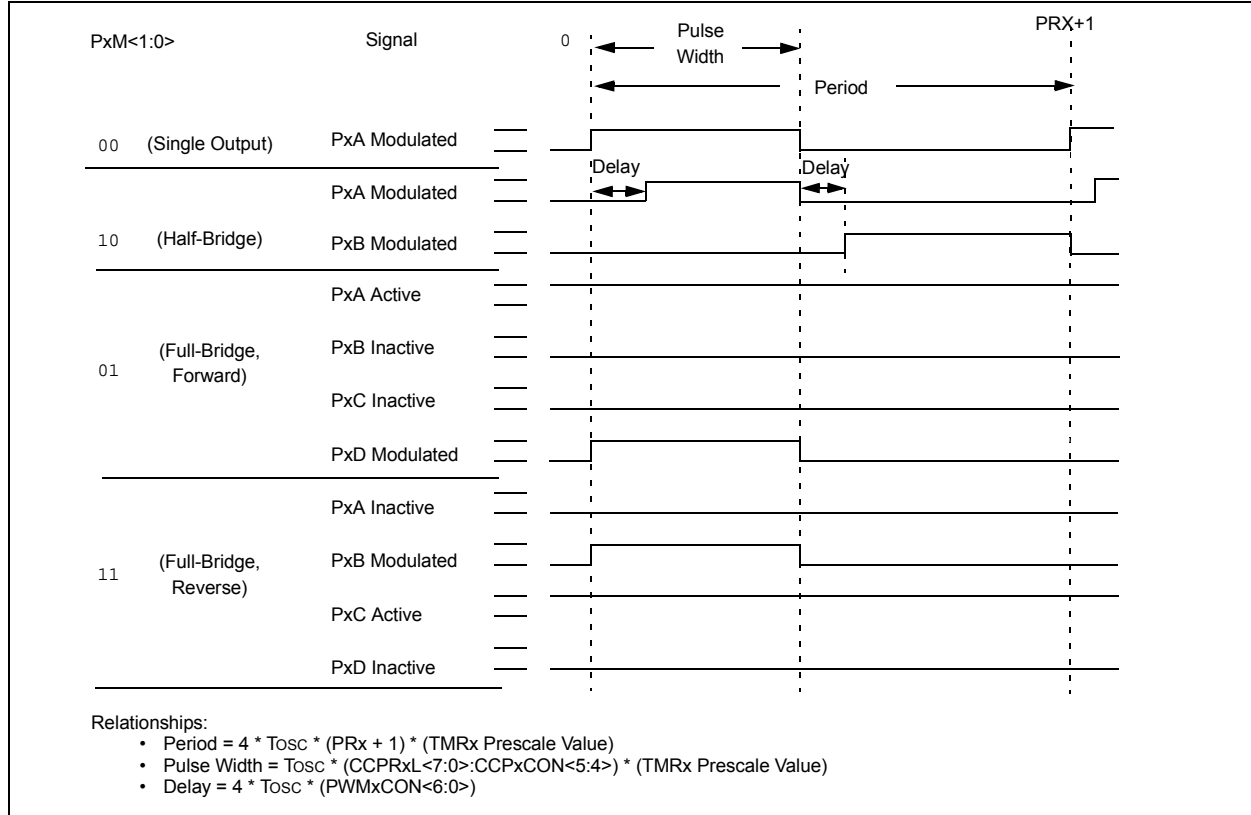 PxM<1:0> Signal 0 Pulse Width PRX+1
Period
00 (Single Output) PxA Modulated
Delay Delay
PxA Modulated
10 (Half-Bridge) PxB Modulated
PxA Active
01 (Full-Bridge, Forward) PxB Inactive
PxC Inactive
PxD Modulated
PxA Inactive
11 (Full-Bridge, Reverse) PxB Modulated
PxC Active
PxD Inactive
Relationships:
• Period = 4 * TOSC * (PRx + 1) * (TMRx Prescale Value)
• Pulse Width = TOSC * (CCPRxL<7:0>:CCPxCON<5:4>) * (TMRx Prescale Value)
• Delay = 4 * TOSC * (PWMxCON<6:0>)